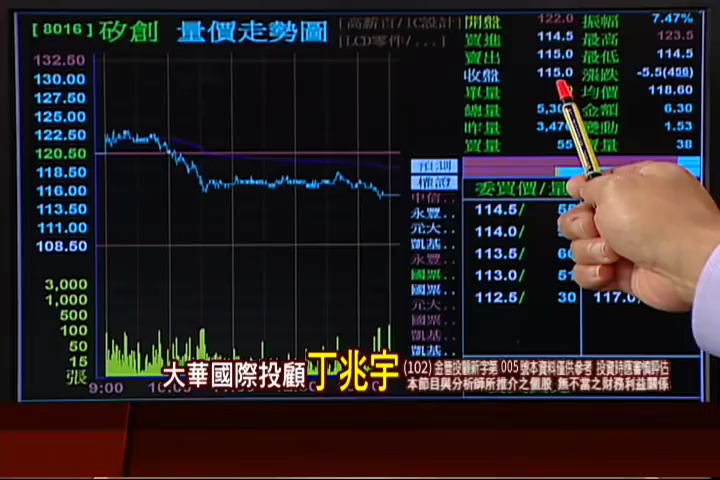 [8016]矽創 量價走勢圖
[高薪百/IC設計]
[LCD零件/...]
開盤 122.0 振幅 7.47%
買進 114.5 最高 123.5
賣出 115.0 最低 114.5
收盤 115.0 漲跌
單量 均價 118.60
總量 5,30 金額 6.30
昨量 3,47 變動 1.53
買量 55 賣量 38
132.50
130.00
127.50
125.00
122.50
120.50
118.50
116.00
113.50
111.00
108.50
3,000
1,000
500
100
50
15
張
9:00
預測
權證
中信..
永豐..
元大..
凱基..
永豐..
國票..
國票..
元大..
國票..
凱基..
凱基..
委買價/量
114.5/ 55
114.0/
113.5/
113.0/ 51
112.5/ 30 117.0/
大華國際投顧 丁兆宇
(102) 金管投顧新字第 005 號本資料僅供參考 投資時應審慎評估
本節目與分析師所推介之個股 無不當之財務利益關係